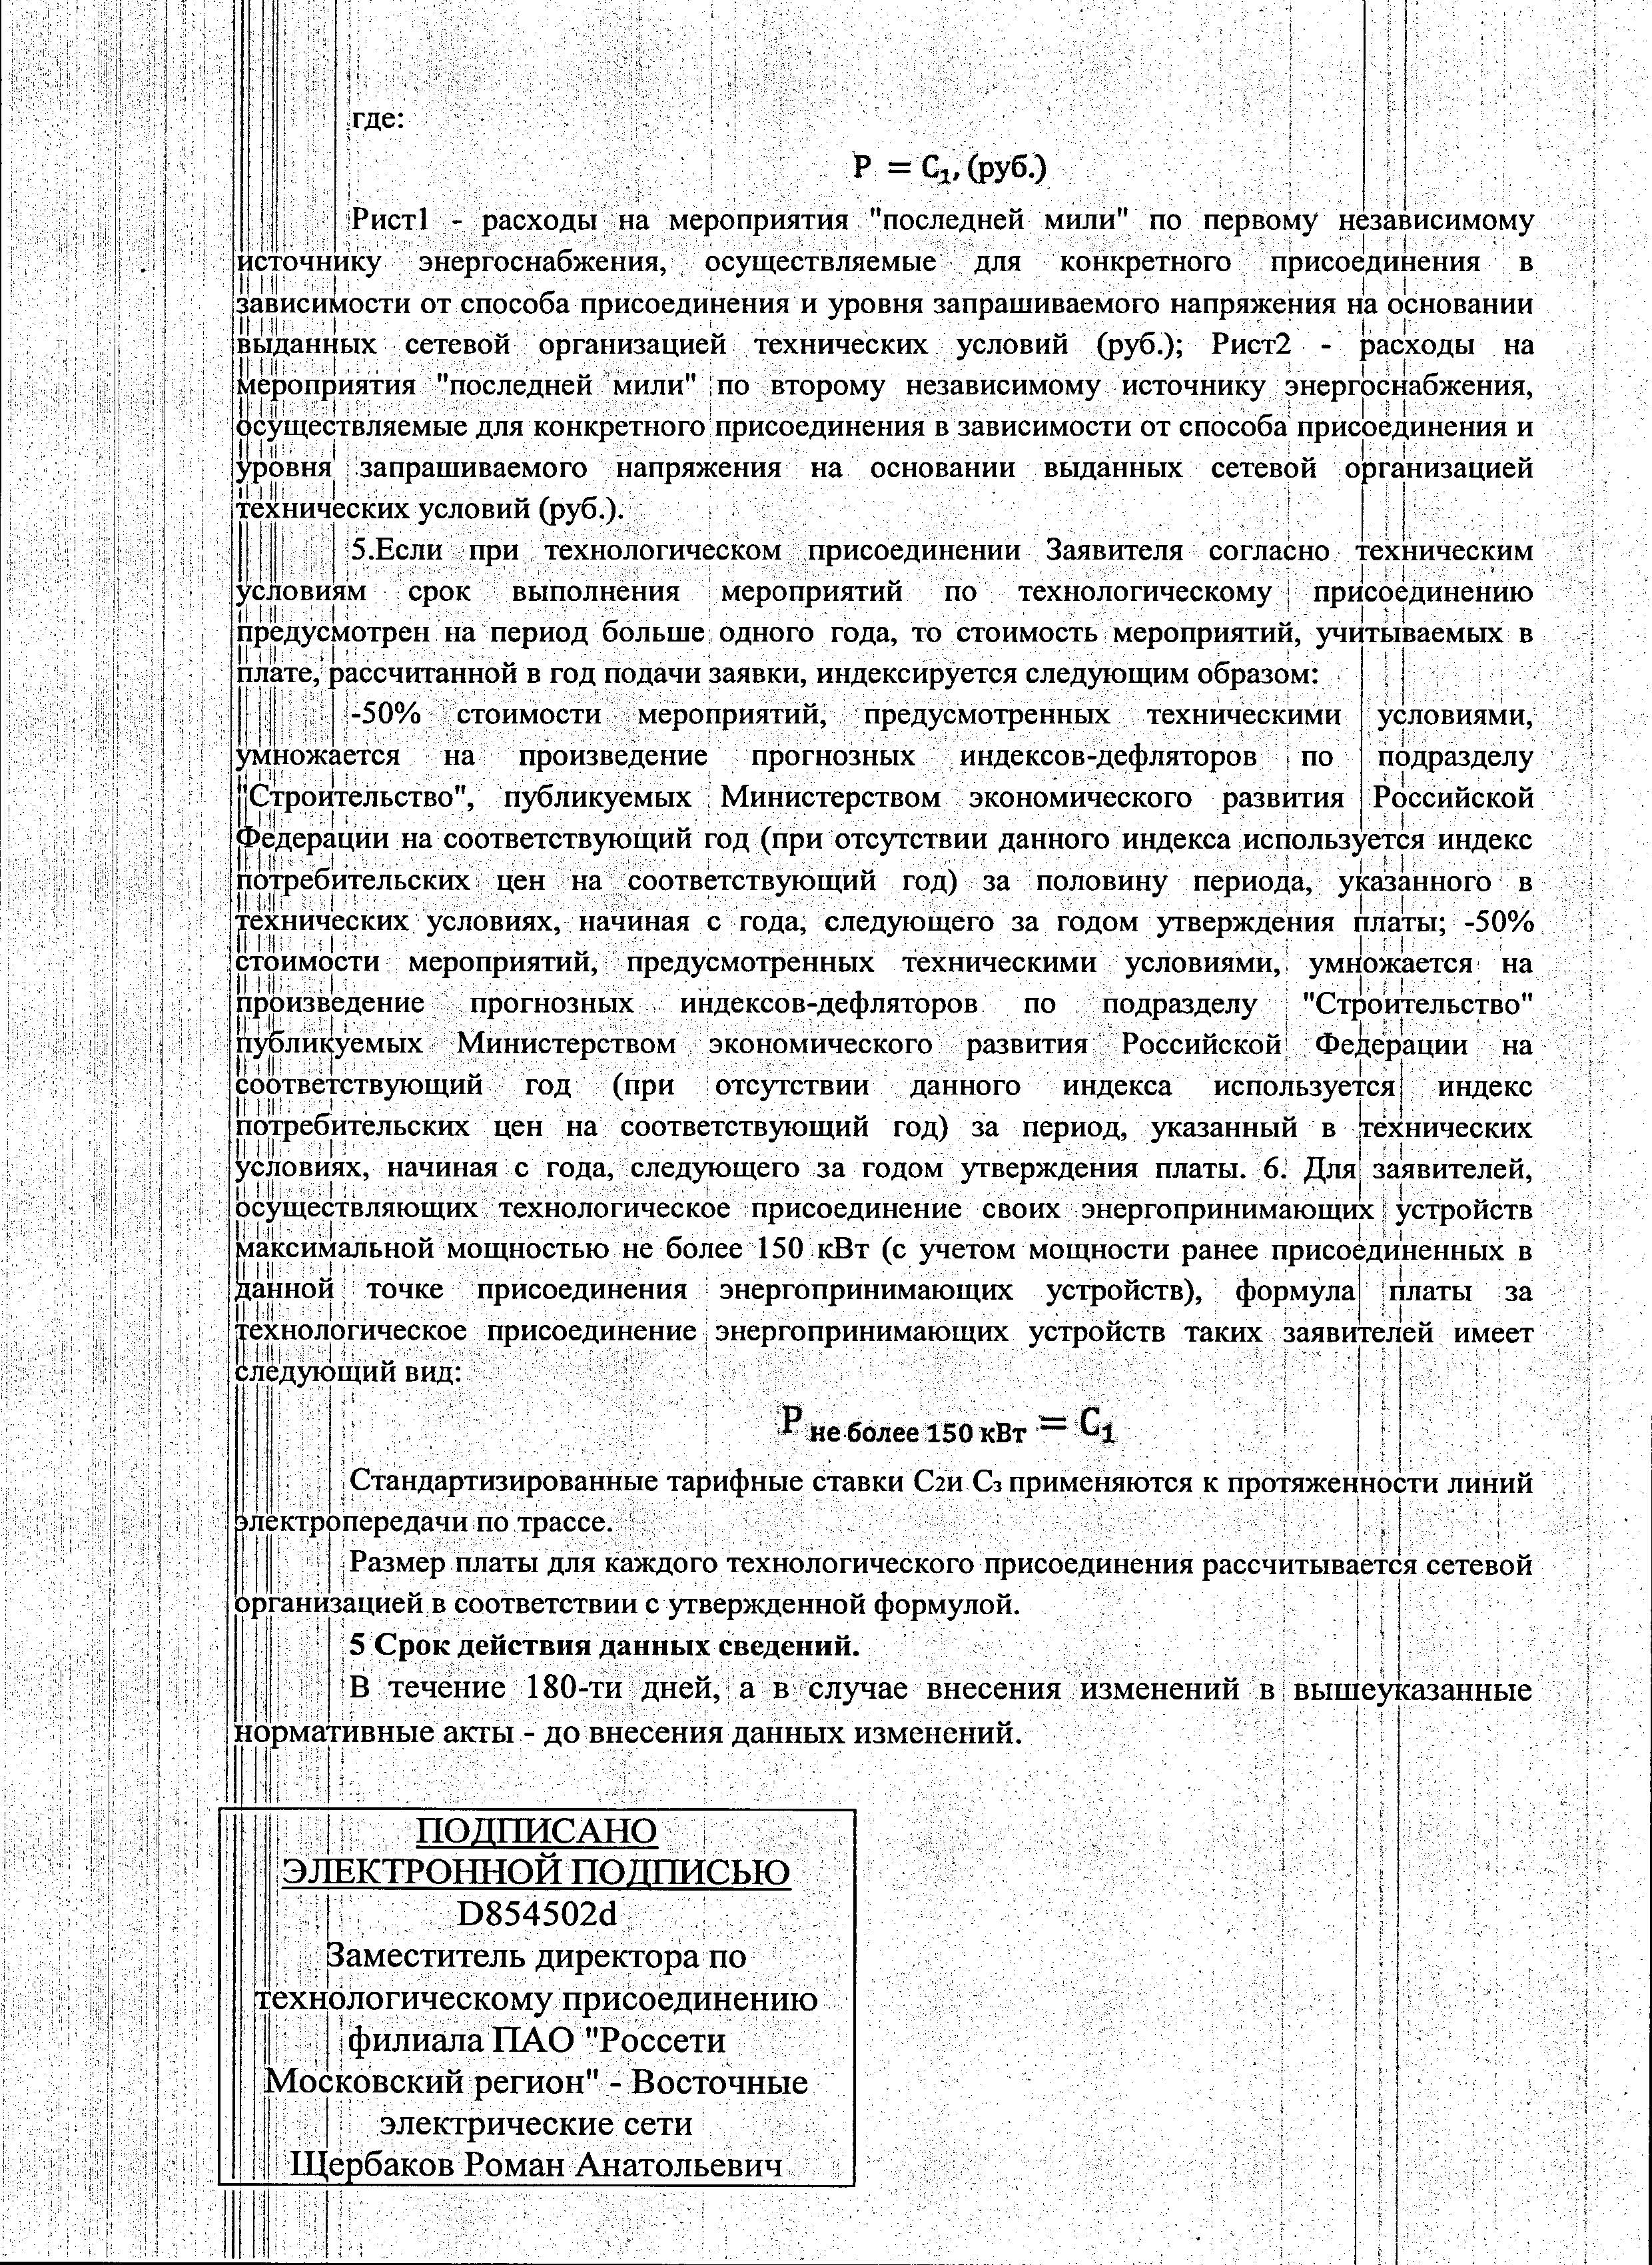 где:
P = C₁, (руб.)
Рист1 - расходы на мероприятия "последней мили" по первому независимому
источнику энергоснабжения, осуществляемые для конкретного присоединения в
зависимости от способа присоединения и уровня запрашиваемого напряжения на основании
выданных сетевой организацией технических условий (руб.); Рист2 - расходы на
мероприятия "последней мили" по второму независимому источнику энергоснабжения,
осуществляемые для конкретного присоединения в зависимости от способа присоединения и
уровня запрашиваемого напряжения на основании выданных сетевой организацией
технических условий (руб.).
5.Если при технологическом присоединении Заявителя согласно техническим
условиям срок выполнения мероприятий по технологическому присоединению
предусмотрен на период больше одного года, то стоимость мероприятий, учитываемых в
плате, рассчитанной в год подачи заявки, индексируется следующим образом:
-50% стоимости мероприятий, предусмотренных техническими условиями,
умножается на произведение прогнозных индексов-дефляторов по подразделу
"Строительство", публикуемых Министерством экономического развития Российской
Федерации на соответствующий год (при отсутствии данного индекса используется индекс
потребительских цен на соответствующий год) за половину периода, указанного в
технических условиях, начиная с года, следующего за годом утверждения платы; -50%
стоимости мероприятий, предусмотренных техническими условиями, умножается на
произведение прогнозных индексов-дефляторов по подразделу "Строительство"
публикуемых Министерством экономического развития Российской Федерации на
соответствующий год (при отсутствии данного индекса используется индекс
потребительских цен на соответствующий год) за период, указанный в технических
условиях, начиная с года, следующего за годом утверждения платы. 6. Для заявителей,
осуществляющих технологическое присоединение своих энергопринимающих устройств
максимальной мощностью не более 150 кВт (с учетом мощности ранее присоединенных в
данной точке присоединения энергопринимающих устройств), формула платы за
технологическое присоединение энергопринимающих устройств таких заявителей имеет
следующий вид:
P не более 150 кВт = C₁
Стандартизированные тарифные ставки С₂и С₃ применяются к протяженности линий
электропередачи по трассе.
Размер платы для каждого технологического присоединения рассчитывается сетевой
организацией в соответствии с утвержденной формулой.
5 Срок действия данных сведений.
В течение 180-ти дней, а в случае внесения изменений в вышеуказанные
нормативные акты - до внесения данных изменений.
ПОДПИСАНО
ЭЛЕКТРОННОЙ ПОДПИСЬЮ
D854502d
Заместитель директора по
технологическому присоединению
филиала ПАО "Россети
Московский регион" - Восточные
электрические сети
Щербаков Роман Анатольевич